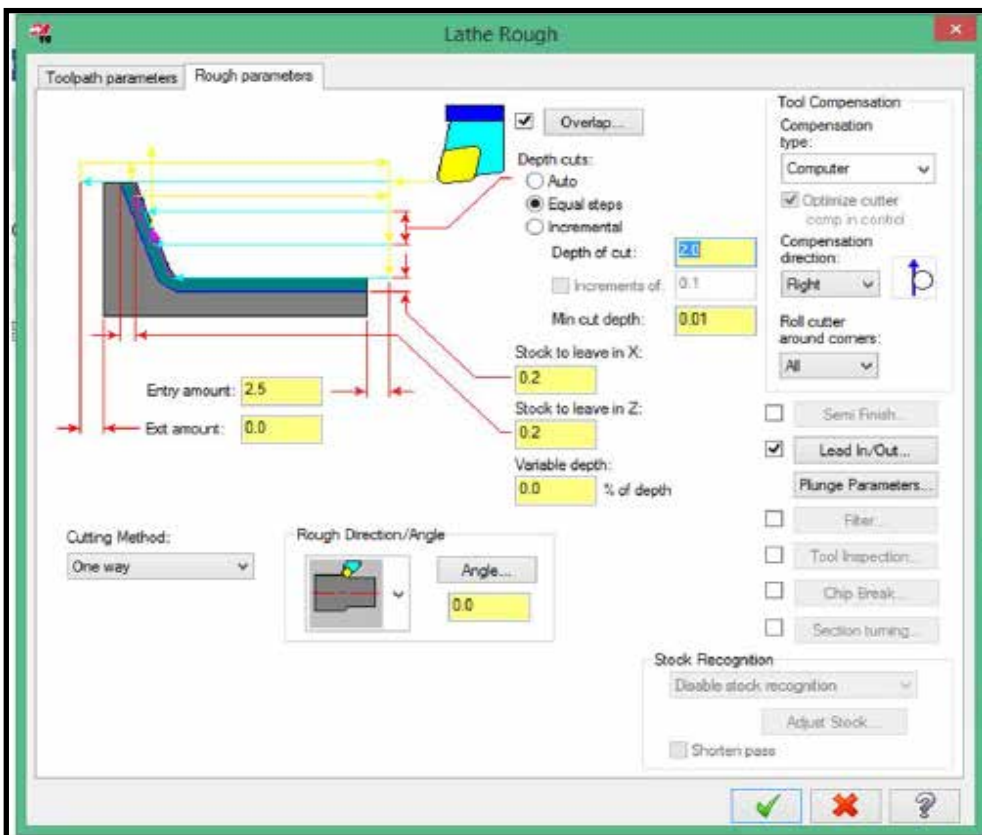 Lathe Rough
Toolpath parameters
Rough parameters
Overlap...
Depth cuts:
Auto
Equal steps
Incremental
Depth of cut: 2.0
Increments of 0.1
Min cut depth: 0.01
Stock to leave in X:
0.2
Stock to leave in Z:
0.2
Variable depth:
0.0 % of depth
Entry amount: 2.5
Exit amount: 0.0
Cutting Method:
One way
Rough Direction/Angle
Angle...
0.0
Tool Compensation
Compensation
type:
Computer
Optimize cutter
comp in control
Compensation
direction:
Right
Roll cutter
around corners:
All
Semi Finish...
Lead In/Out...
Plunge Parameters...
Filter...
Tool Inspection...
Chip Break...
Section turning...
Stock Recognition
Disable stock recognition
Adjust Stock...
Shorten pass